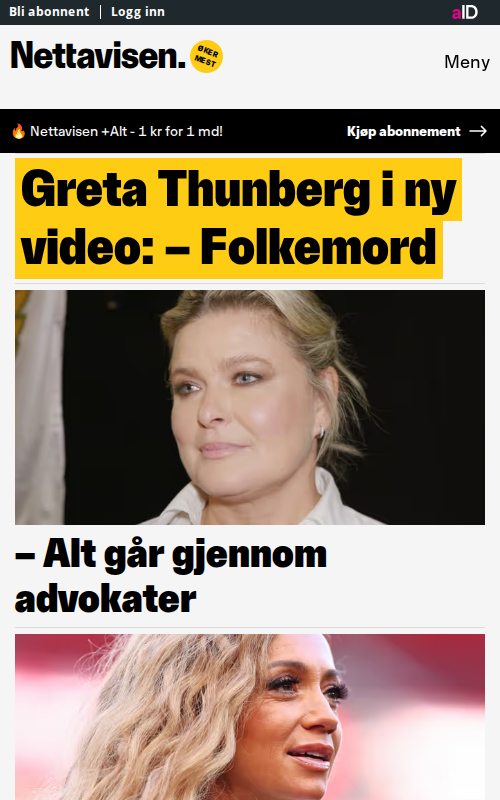 Bli abonnent
Logg inn
aID
Nettavisen.
ØKER
MEST
Meny
🔥 Nettavisen +Alt - 1 kr for 1 md!
Kjøp abonnement →
Greta Thunberg i ny
video: – Folkemord
– Alt går gjennom
advokater